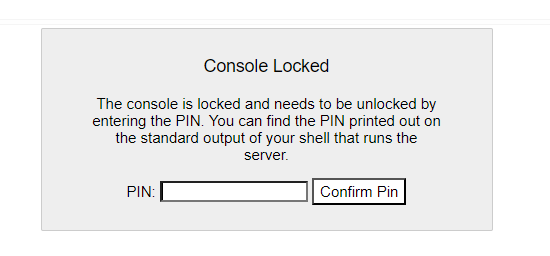 Console Locked
The console is locked and needs to be unlocked by
entering the PIN. You can find the PIN printed out on
the standard output of your shell that runs the
server.
PIN: Confirm Pin